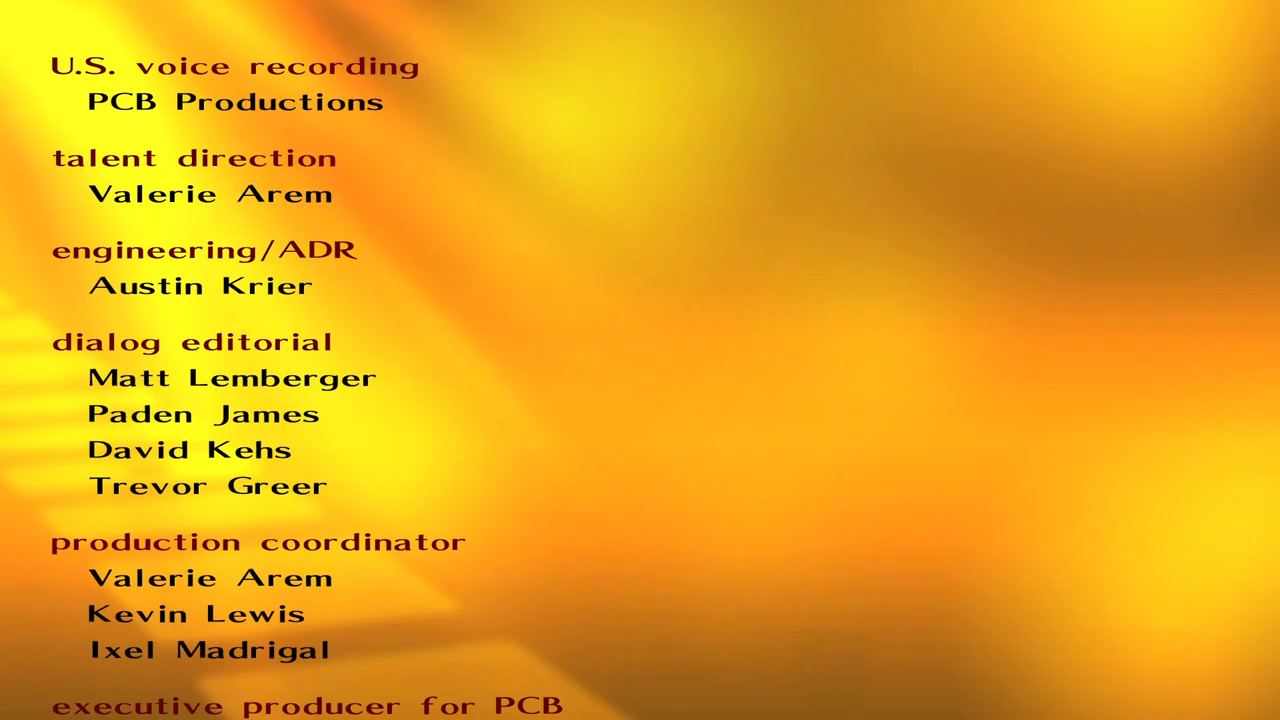 U.S. voice recording
PCB Productions
talent direction
Valerie Arem
engineering/ADR
Austin Krier
dialog editorial
Matt Lemberger
Paden James
David Kehs
Trevor Greer
production coordinator
Valerie Arem
Kevin Lewis
Ixel Madrigal
executive producer for PCB